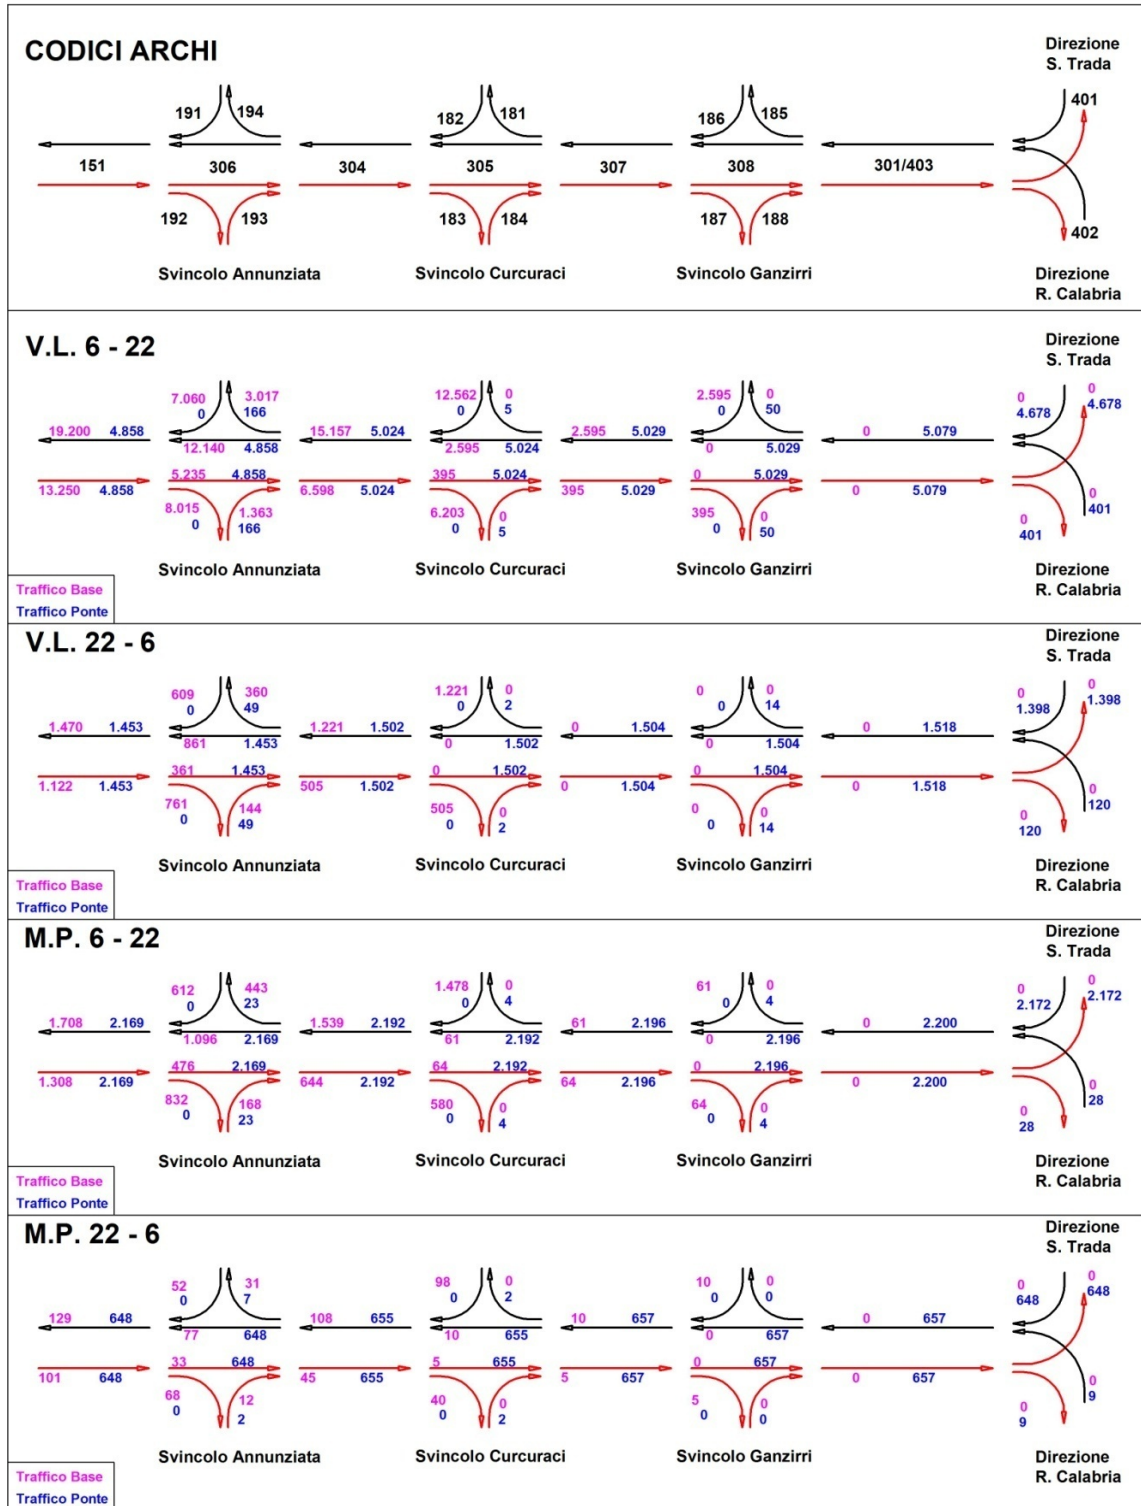 CODICI ARCHI
Direzione
S. Trada
191 194 182 181 186 185 401
151 306 304 305 307 308 301/403
192 193 183 184 187 188 402
Svincolo Annunziata Svincolo Curcuraci Svincolo Ganzirri Direzione
R. Calabria
V.L. 6 - 22
Direzione
S. Trada
7.060 3.017 12.562 0 2.595 0 0 0
0 166 0 5 0 50 4.678 4.678
19.200 4.858 15.157 5.024 2.595 5.029 0 5.079
12.140 4.858 2.595 5.024 0 5.029
5.235 4.858 395 5.024 0 5.029
13.250 4.858 6.598 5.024 395 5.029 0 5.079
8.015 1.363 6.203 0 395 0 0 0
0 166 0 5 0 50 401 401
Svincolo Annunziata Svincolo Curcuraci Svincolo Ganzirri Direzione
R. Calabria
Traffico Base
Traffico Ponte
V.L. 22 - 6
Direzione
S. Trada
609 360 1.221 0 0 0 0 0
0 49 0 2 0 14 1.398 1.398
1.470 1.453 1.221 1.502 0 1.504 0 1.518
861 1.453 0 1.502 0 1.504
361 1.453 0 1.502 0 1.504
1.122 1.453 505 1.502 0 1.504 0 1.518
761 144 505 0 0 0 0 0
0 49 0 2 0 14 120 120
Svincolo Annunziata Svincolo Curcuraci Svincolo Ganzirri Direzione
R. Calabria
Traffico Base
Traffico Ponte
M.P. 6 - 22
Direzione
S. Trada
612 443 1.478 0 61 0 0 0
0 23 0 4 0 4 2.172 2.172
1.708 2.169 1.539 2.192 61 2.196 0 2.200
1.096 2.169 61 2.192 0 2.196
476 2.169 64 2.192 0 2.196
1.308 2.169 644 2.192 64 2.196 0 2.200
832 168 580 0 64 0 0 0
0 23 0 4 0 4 28 28
Svincolo Annunziata Svincolo Curcuraci Svincolo Ganzirri Direzione
R. Calabria
Traffico Base
Traffico Ponte
M.P. 22 - 6
Direzione
S. Trada
52 31 98 0 10 0 0 0
0 7 0 2 0 0 648 648
129 648 108 655 10 657 0 657
77 648 10 655 0 657
33 648 5 655 0 657
101 648 45 655 5 657 0 657
68 12 40 0 5 0 0 0
0 2 0 2 0 0 9 9
Svincolo Annunziata Svincolo Curcuraci Svincolo Ganzirri Direzione
R. Calabria
Traffico Base
Traffico Ponte